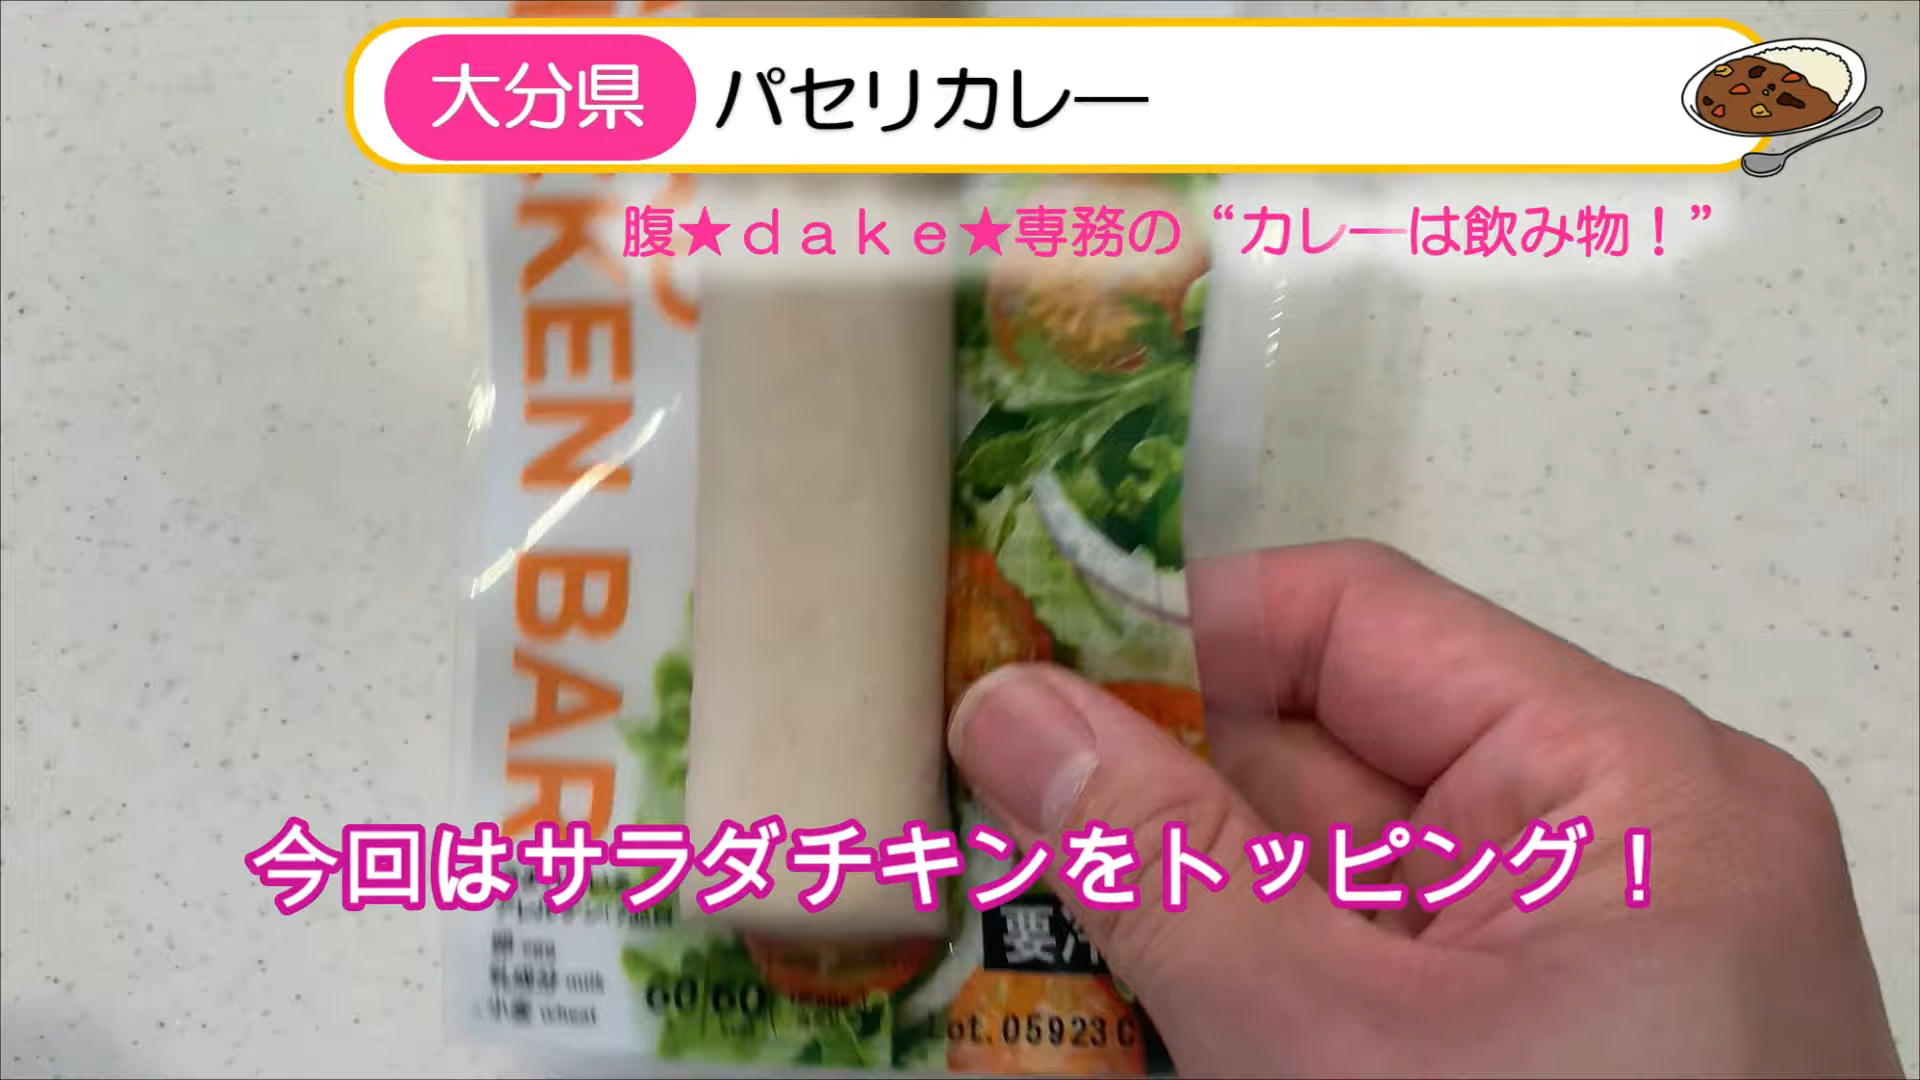 大分県 パセリカレー
腹★ｄａｋｅ★専務の“カレーは飲み物！”
KEN BAR
今回はサラダチキンをトッピング！
卵 egg
乳成分 milk
小麦 wheat
Lot. 05923 C